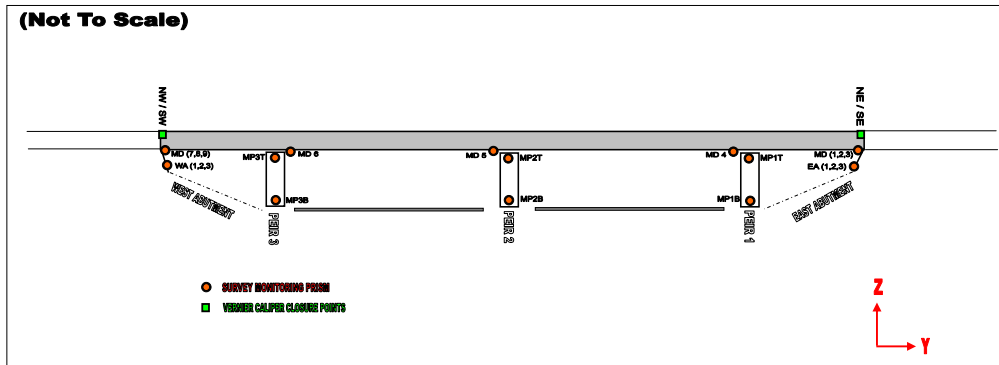 (Not To Scale)
NW / SW
NE / SE
MD (7,8,9)
WA (1,2,3)
MP3T
MD 6
MD 5
MP2T
MD 4
MP1T
MD (1,2,3)
EA (1,2,3)
WEST ABUTMENT
MP3B
MP2B
MP1B
EAST ABUTMENT
PEIR 3
PEIR 2
PEIR 1
SURVEY MONITORING PRISM
VERNIER CALIPER CLOSURE POINTS
Z
Y